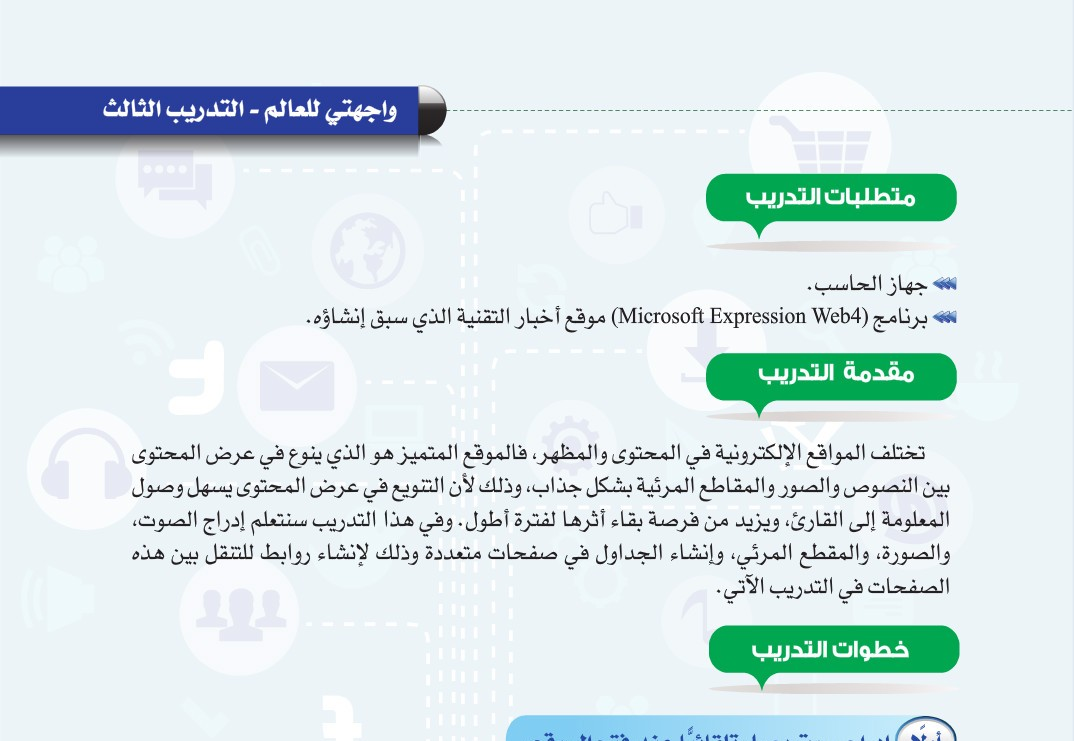 واجهتي للعالم - التدريب الثالث
متطلبات التدريب
جهاز الحاسب.
برنامج (Microsoft Expression Web4) موقع أخبار التقنية الذي سبق إنشاؤه.
مقدمة التدريب
تختلف المواقع الإلكترونية في المحتوى والمظهر، فالموقع المتميز هو الذي ينوع في عرض المحتوى
بين النصوص والصور والمقاطع المرئية بشكل جذاب، وذلك لأن التنويع في عرض المحتوى يسهل وصول
المعلومة إلى القارئ، ويزيد من فرصة بقاء أثرها لفترة أطول. وفي هذا التدريب سنتعلم إدراج الصوت،
والصورة، والمقطع المرئي، وإنشاء الجداول في صفحات متعددة وذلك لإنشاء روابط للتنقل بين هذه
الصفحات في التدريب الآتي.
خطوات التدريب
أولًا